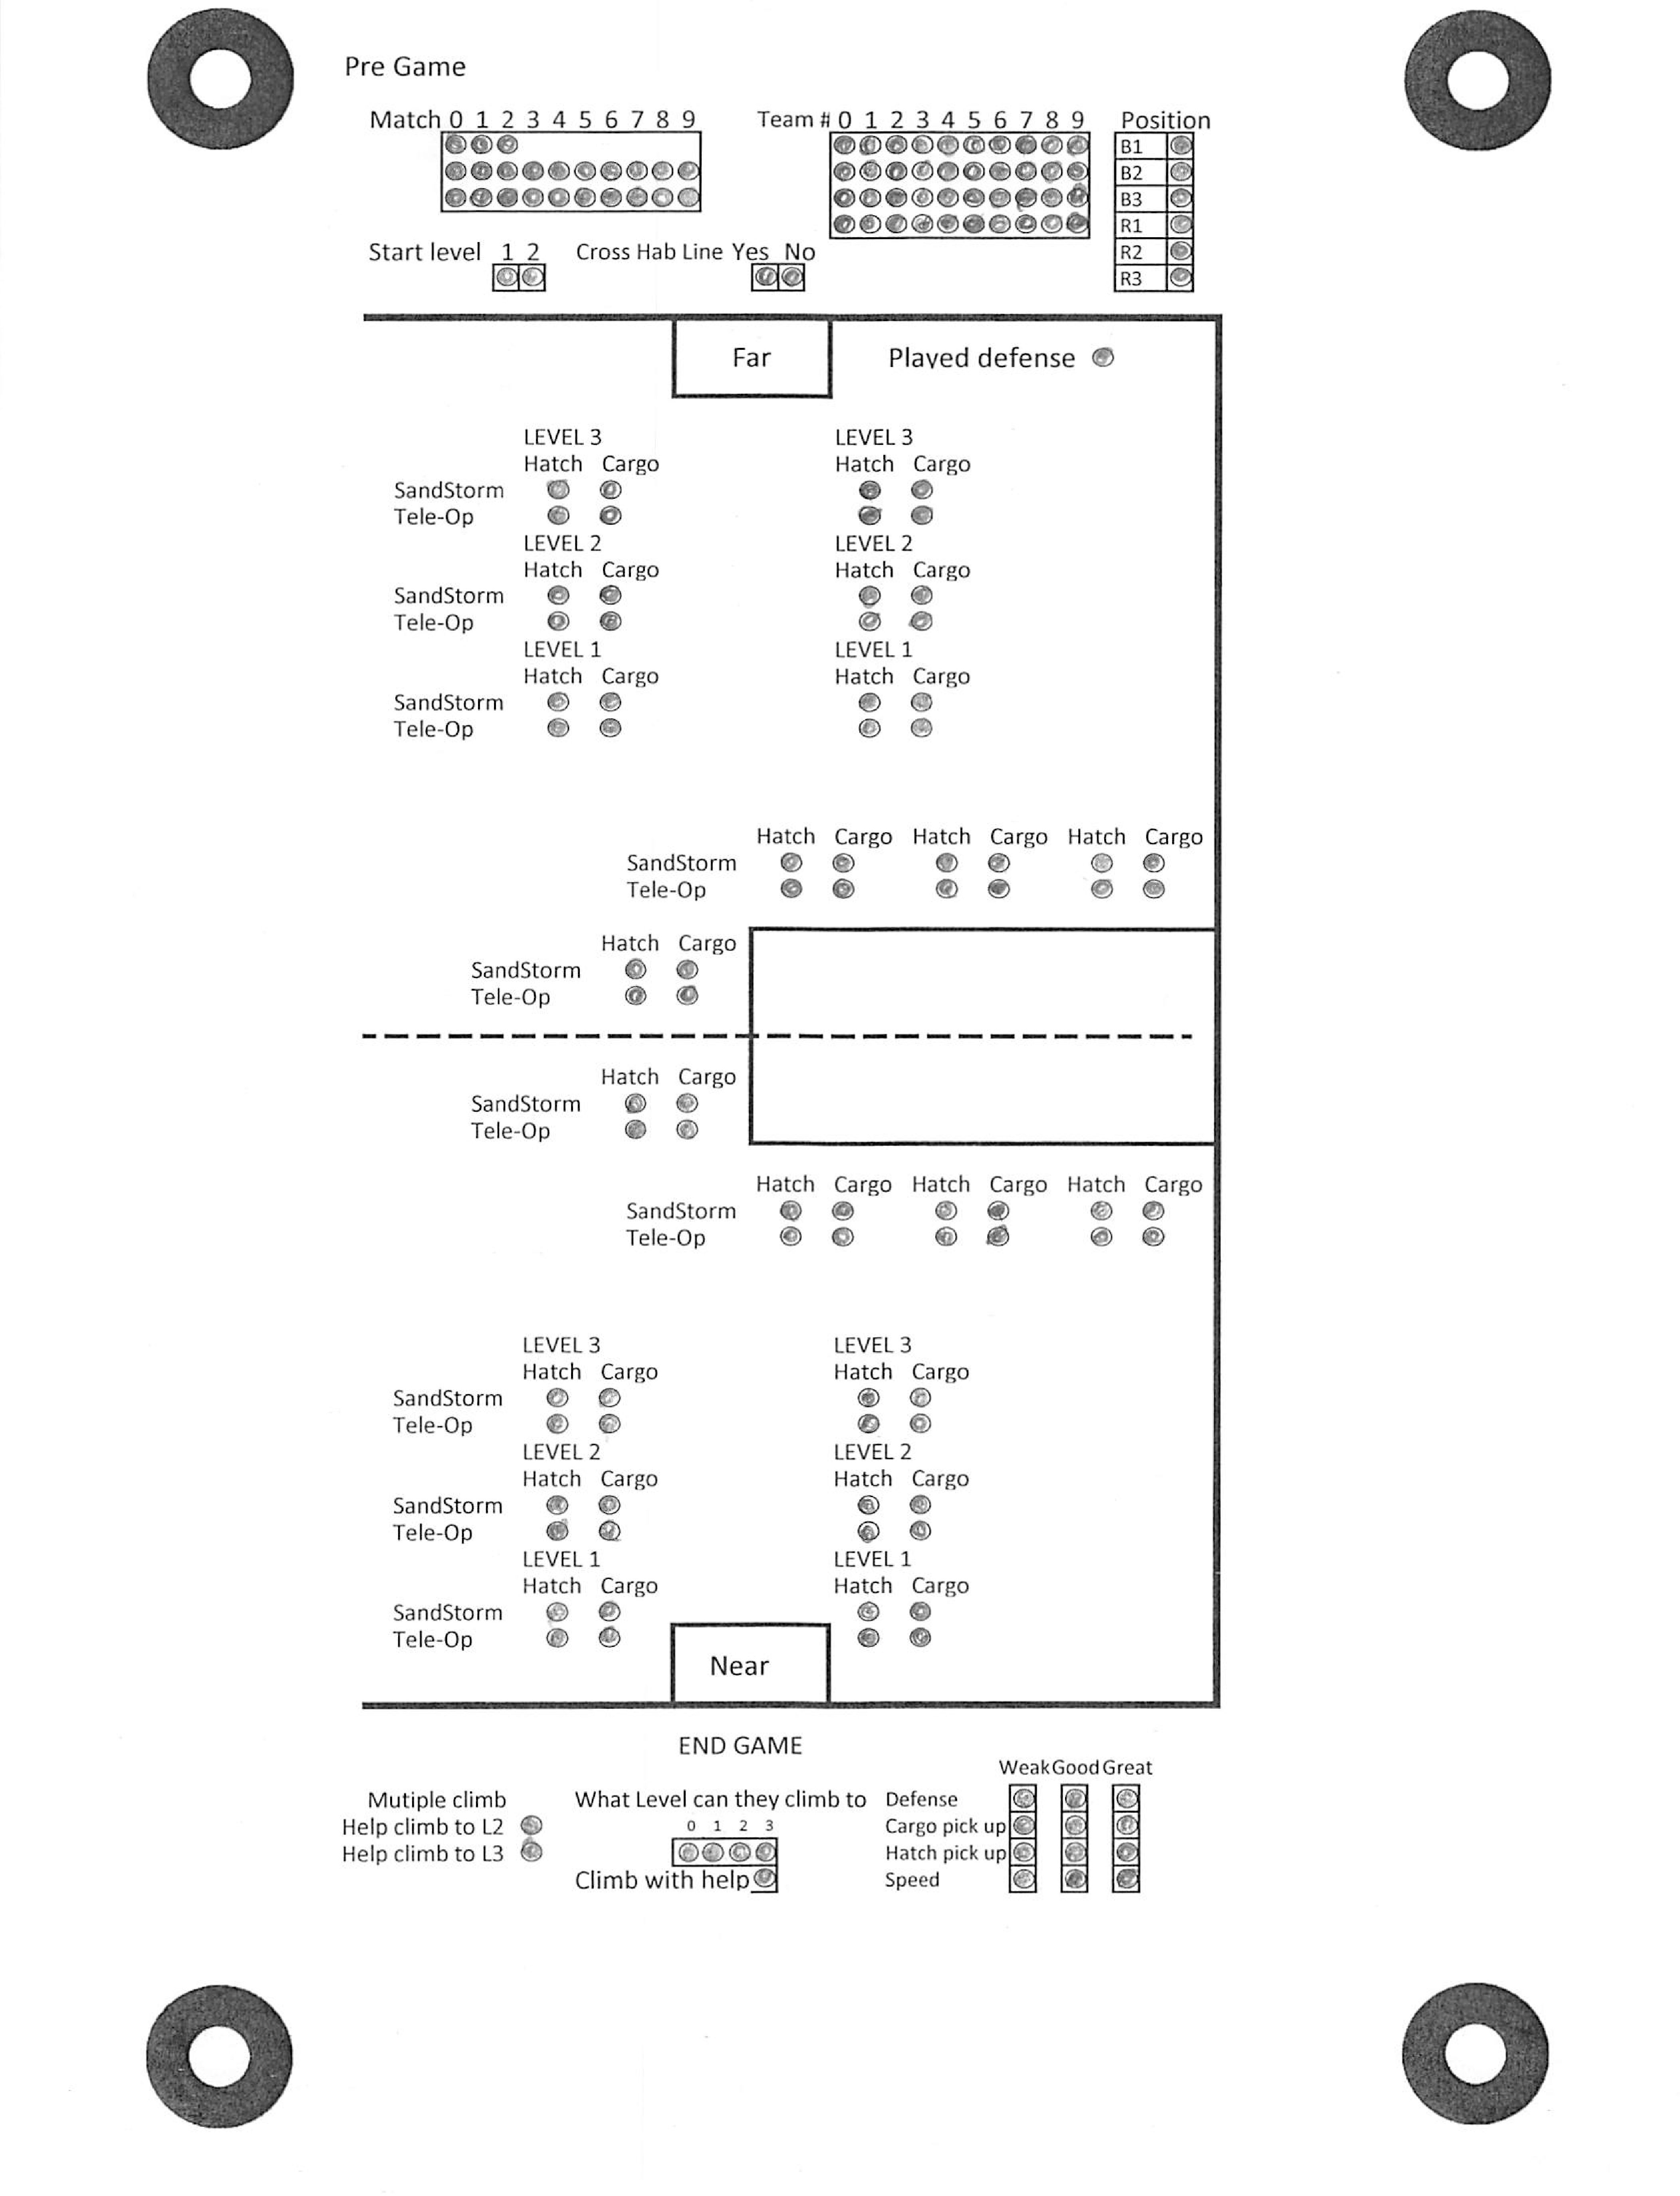 Pre Game
Match 0 1 2 3 4 5 6 7 8 9 Team # 0 1 2 3 4 5 6 7 8 9 Position
B1
B2
B3
R1
Start level 1 2 Cross Hab Line Yes No R2
R3
Far Played defense
LEVEL 3 LEVEL 3
Hatch Cargo Hatch Cargo
SandStorm
Tele-Op
LEVEL 2 LEVEL 2
Hatch Cargo Hatch Cargo
SandStorm
Tele-Op
LEVEL 1 LEVEL 1
Hatch Cargo Hatch Cargo
SandStorm
Tele-Op
Hatch Cargo Hatch Cargo Hatch Cargo
SandStorm
Tele-Op
Hatch Cargo
SandStorm
Tele-Op
Hatch Cargo
SandStorm
Tele-Op
Hatch Cargo Hatch Cargo Hatch Cargo
SandStorm
Tele-Op
LEVEL 3 LEVEL 3
Hatch Cargo Hatch Cargo
SandStorm
Tele-Op
LEVEL 2 LEVEL 2
Hatch Cargo Hatch Cargo
SandStorm
Tele-Op
LEVEL 1 LEVEL 1
Hatch Cargo Hatch Cargo
SandStorm
Tele-Op
Near
END GAME
Weak Good Great
Mutiple climb What Level can they climb to Defense
Help climb to L2 0 1 2 3 Cargo pick up
Help climb to L3 Hatch pick up
Climb with help Speed